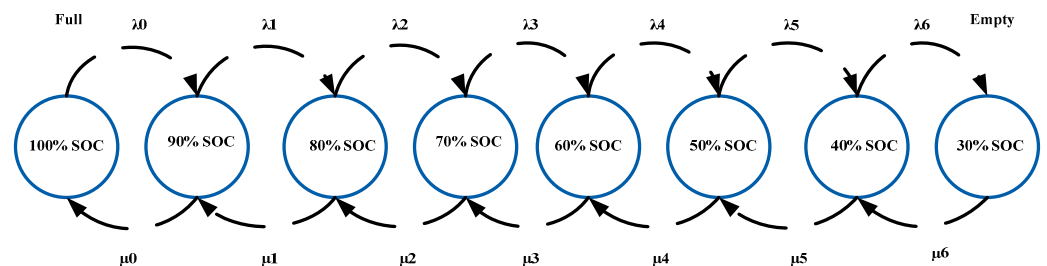 Full λ0 λ1 λ2 λ3 λ4 λ5 λ6 Empty
100% SOC 90% SOC 80% SOC 70% SOC 60% SOC 50% SOC 40% SOC 30% SOC
μ0 μ1 μ2 μ3 μ4 μ5 μ6